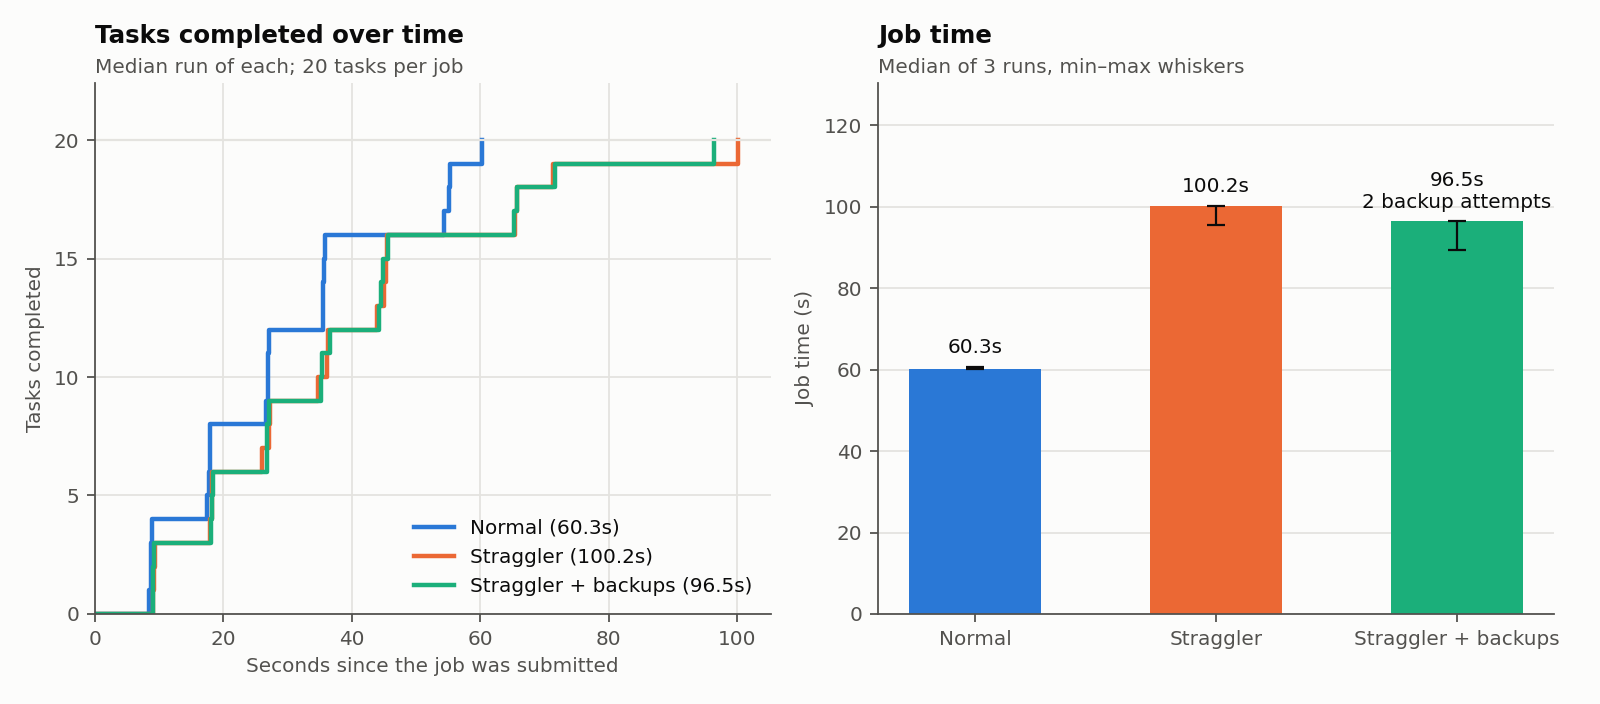 Tasks completed over time
Median run of each; 20 tasks per job
20
15
10
5
0
Tasks completed
0 20 40 60 80 100
Seconds since the job was submitted
Normal (60.3s)
Straggler (100.2s)
Straggler + backups (96.5s)
Job time
Median of 3 runs, min–max whiskers
120
100
80
60
40
20
0
Job time (s)
60.3s
100.2s
96.5s
2 backup attempts
Normal Straggler Straggler + backups